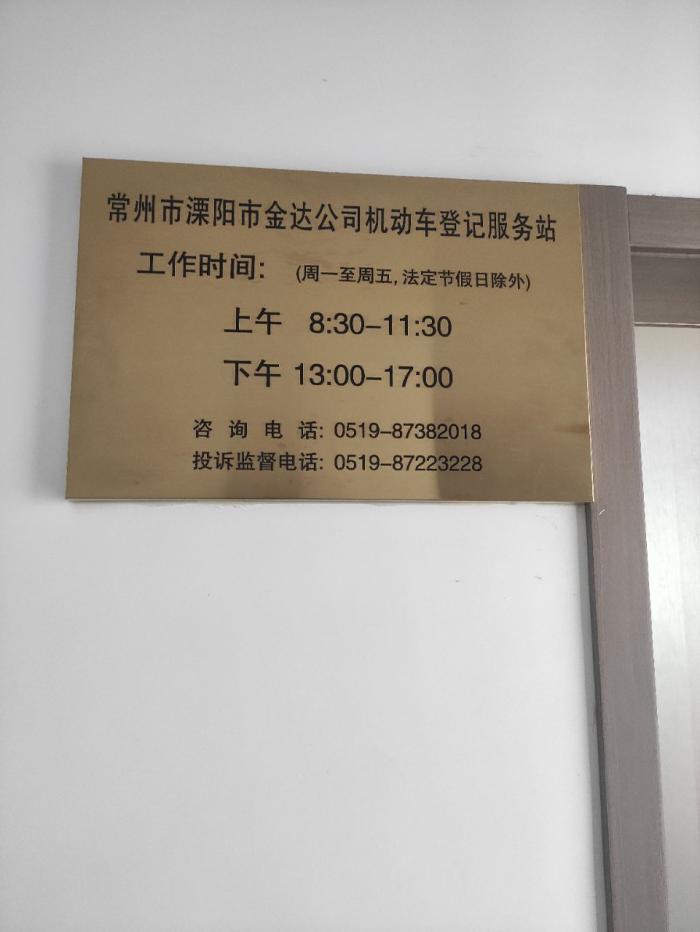 常州市溧阳市金达公司机动车登记服务站
工作时间: (周一至周五, 法定节假日除外)
上午 8:30-11:30
下午 13:00-17:00
咨询电话: 0519-87382018
投诉监督电话: 0519-87223228